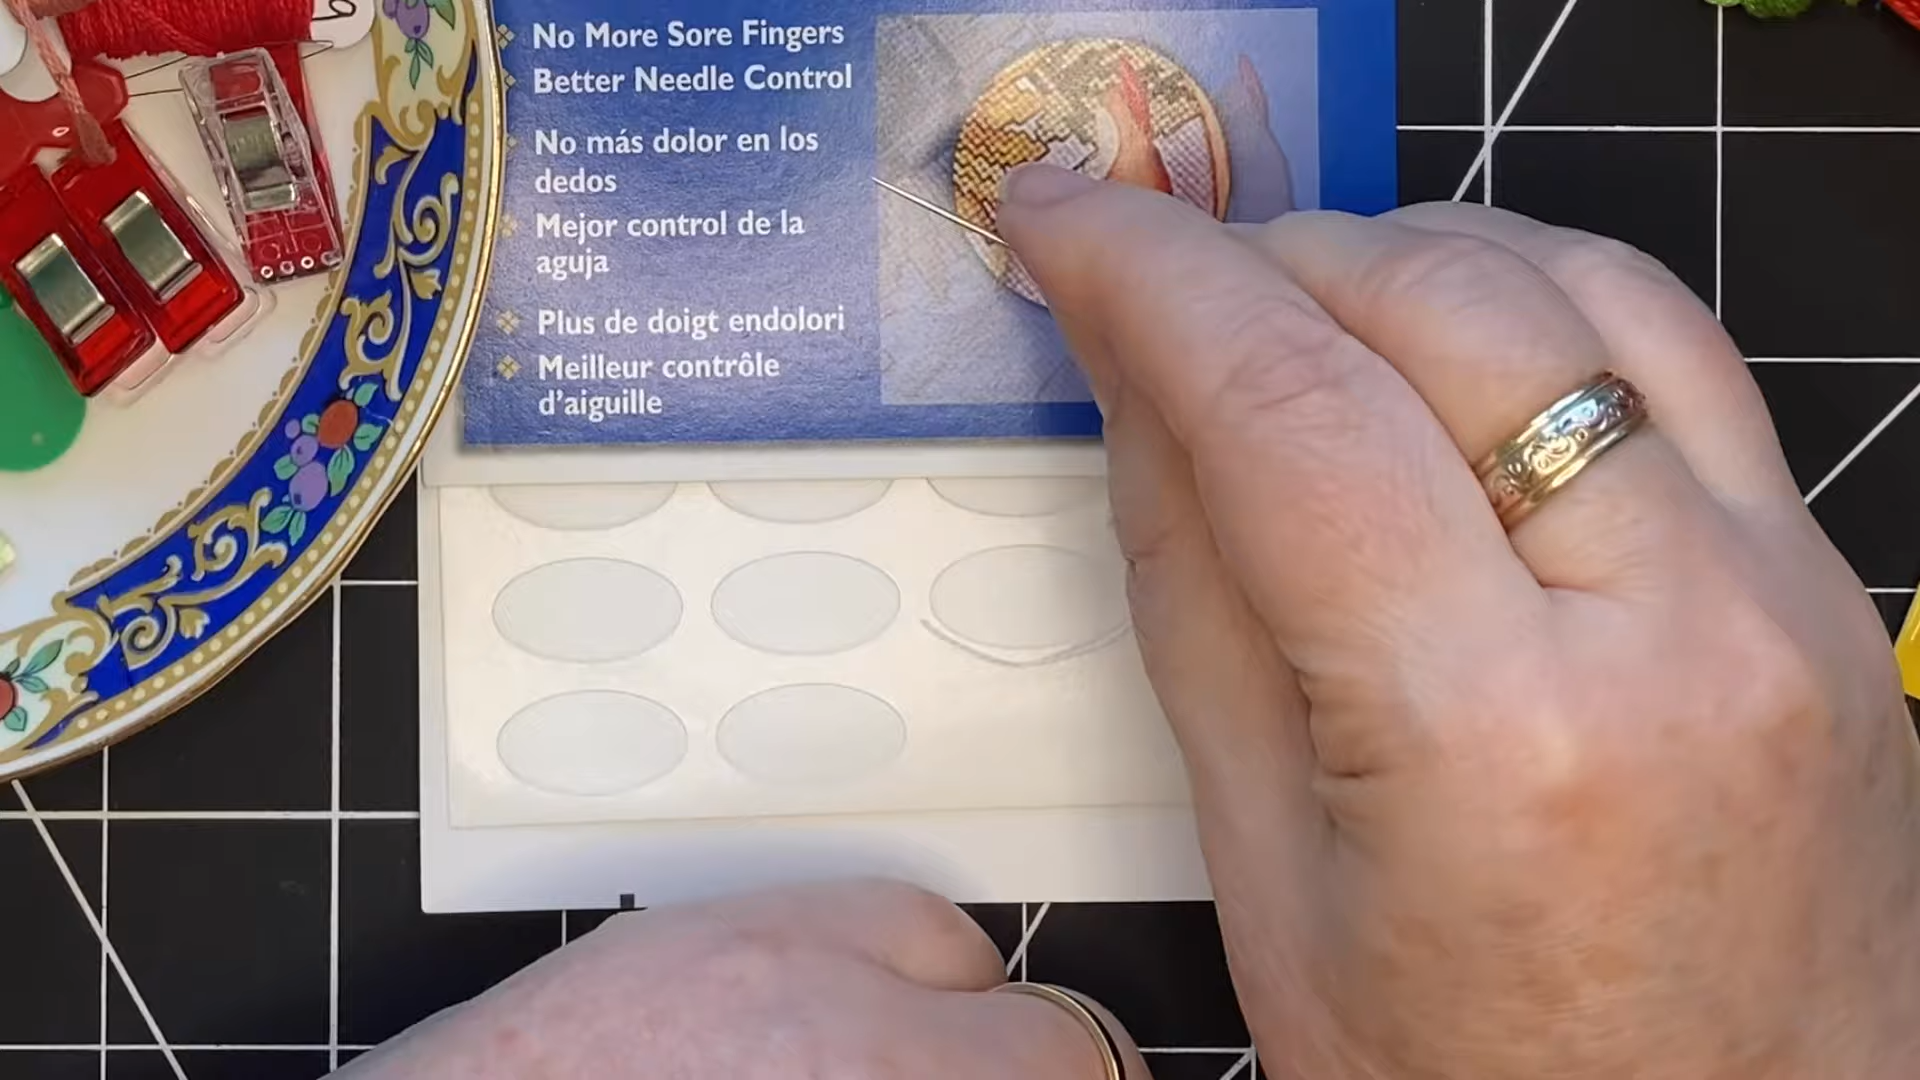 9
No More Sore Fingers
Better Needle Control
No más dolor en los
dedos
Mejor control de la
aguja
Plus de doigt endolori
Meilleur contrôle
d'aiguille